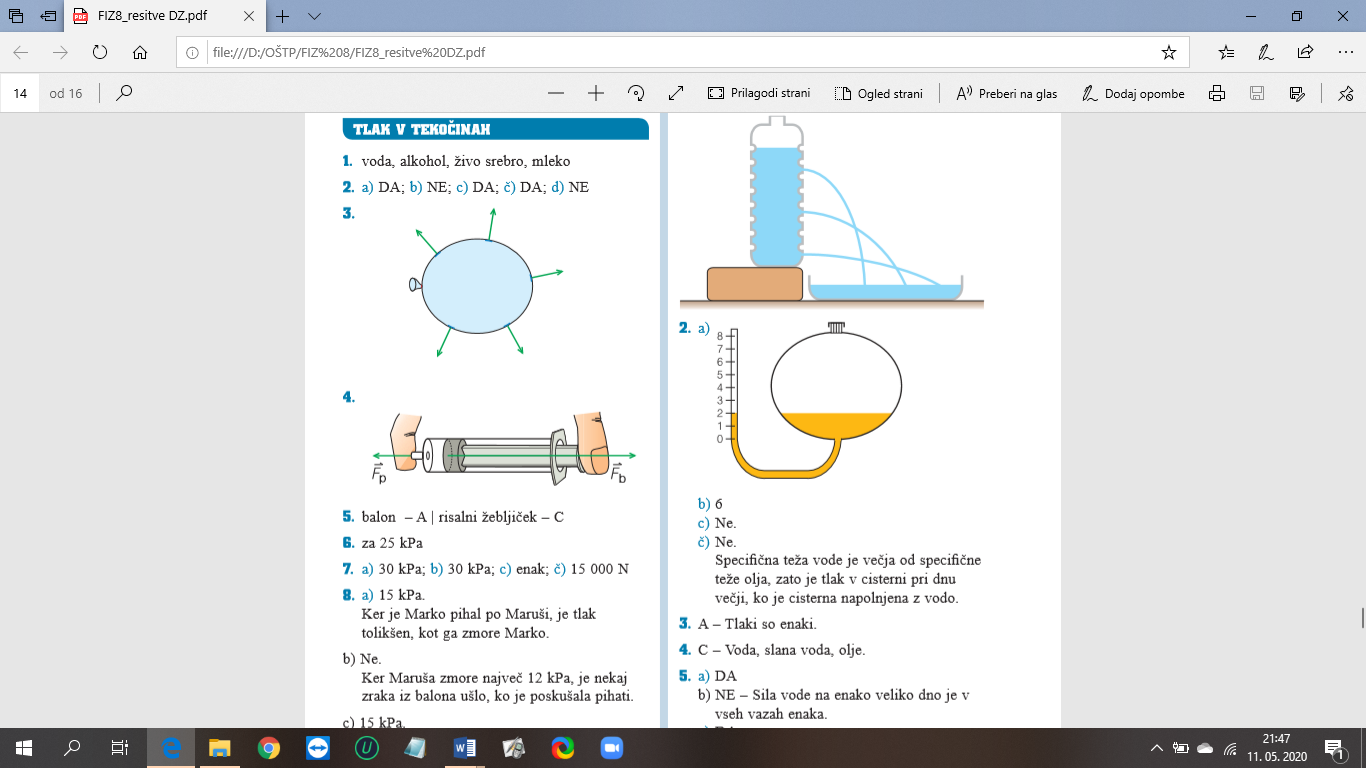 FIZ8_resitve DZ.pdf
file:///D:/OŠTP/FIZ%208/FIZ8_resitve%20DZ.pdf
14 od 16
Prilagodi strani
Ogled strani
Preberi na glas
Dodaj opombe
TLAK V TEKOČINAH
1. voda, alkohol, živo srebro, mleko
2. a) DA; b) NE; c) DA; č) DA; d) NE
3.
4.
Fp
Fb
5. balon – A | risalni žebljiček – C
6. za 25 kPa
7. a) 30 kPa; b) 30 kPa; c) enak; č) 15 000 N
8. a) 15 kPa.
Ker je Marko pihal po Maruši, je tlak
tolikšen, kot ga zmore Marko.
b) Ne.
Ker Maruša zmore največ 12 kPa, je nekaj
zraka iz balona ušlo, ko je poskušala pihati.
c) 15 kPa.
2. a)
8
7
6
5
4
3
2
1
0
b) 6
c) Ne.
č) Ne.
Specifična teža vode je večja od specifične
teže olja, zato je tlak v cisterni pri dnu
večji, ko je cisterna napolnjena z vodo.
3. A – Tlaki so enaki.
4. C – Voda, slana voda, olje.
5. a) DA
b) NE – Sila vode na enako veliko dno je v
vseh vazah enaka.
21:47
11. 05. 2020